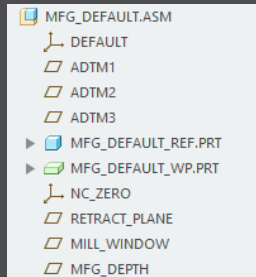 MFG_DEFAULT.ASM
DEFAULT
ADTM1
ADTM2
ADTM3
MFG_DEFAULT_REF.PRT
MFG_DEFAULT_WP.PRT
NC_ZERO
RETRACT_PLANE
MILL_WINDOW
MFG_DEPTH